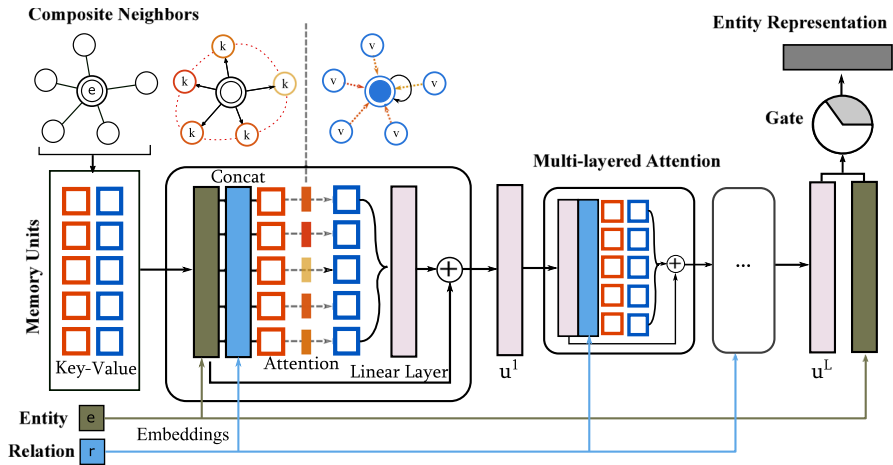 Composite Neighbors
e
k
k
k
k
k
v
v
v
v
v
Entity Representation
Gate
Memory Units
Key-Value
Concat
Attention
Linear Layer
u1
Multi-layered Attention
...
uL
Entity
e
Embeddings
Relation
r